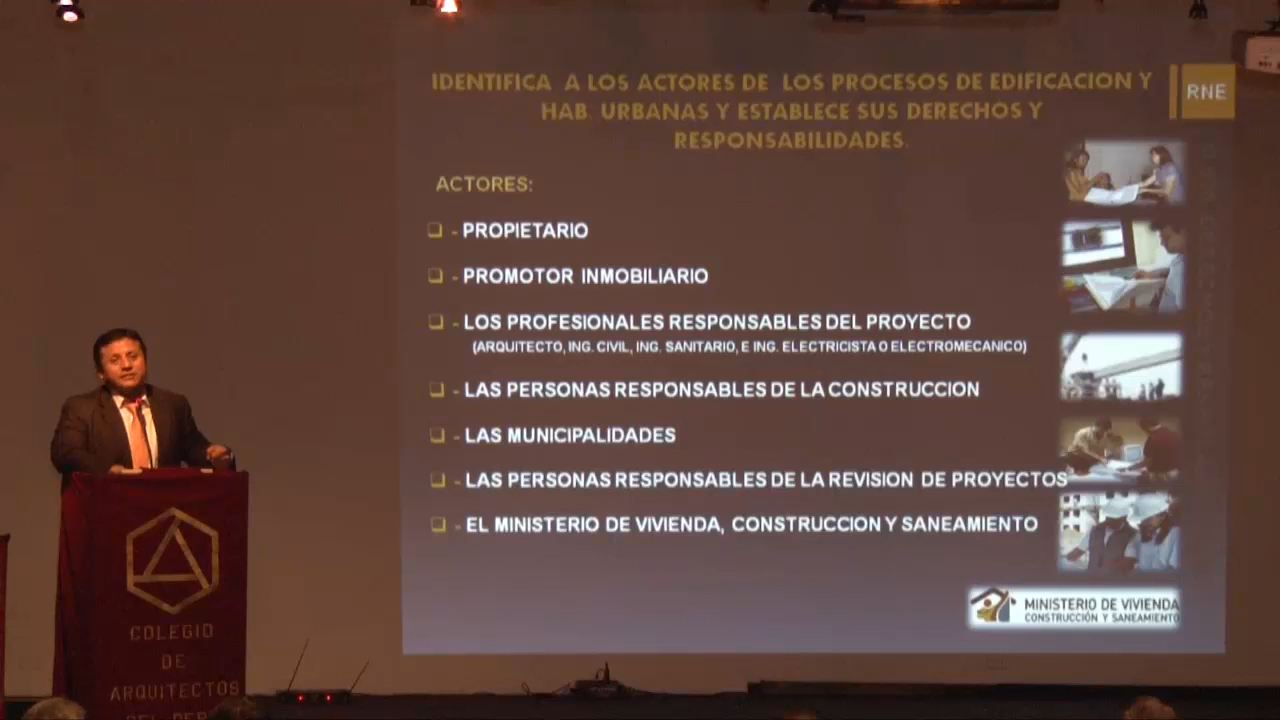 IDENTIFICA A LOS ACTORES DE LOS PROCESOS DE EDIFICACION Y
HAB. URBANAS Y ESTABLECE SUS DERECHOS Y
RESPONSABILIDADES.
RNE
ACTORES:
- PROPIETARIO
- PROMOTOR INMOBILIARIO
- LOS PROFESIONALES RESPONSABLES DEL PROYECTO
(ARQUITECTO, ING. CIVIL, ING. SANITARIO, E ING. ELECTRICISTA O ELECTROMECANICO)
- LAS PERSONAS RESPONSABLES DE LA CONSTRUCCION
- LAS MUNICIPALIDADES
- LAS PERSONAS RESPONSABLES DE LA REVISION DE PROYECTOS
- EL MINISTERIO DE VIVIENDA, CONSTRUCCION Y SANEAMIENTO
MINISTERIO DE VIVIENDA
CONSTRUCCIÓN Y SANEAMIENTO
COLEGIO
DE
ARQUITECTOS